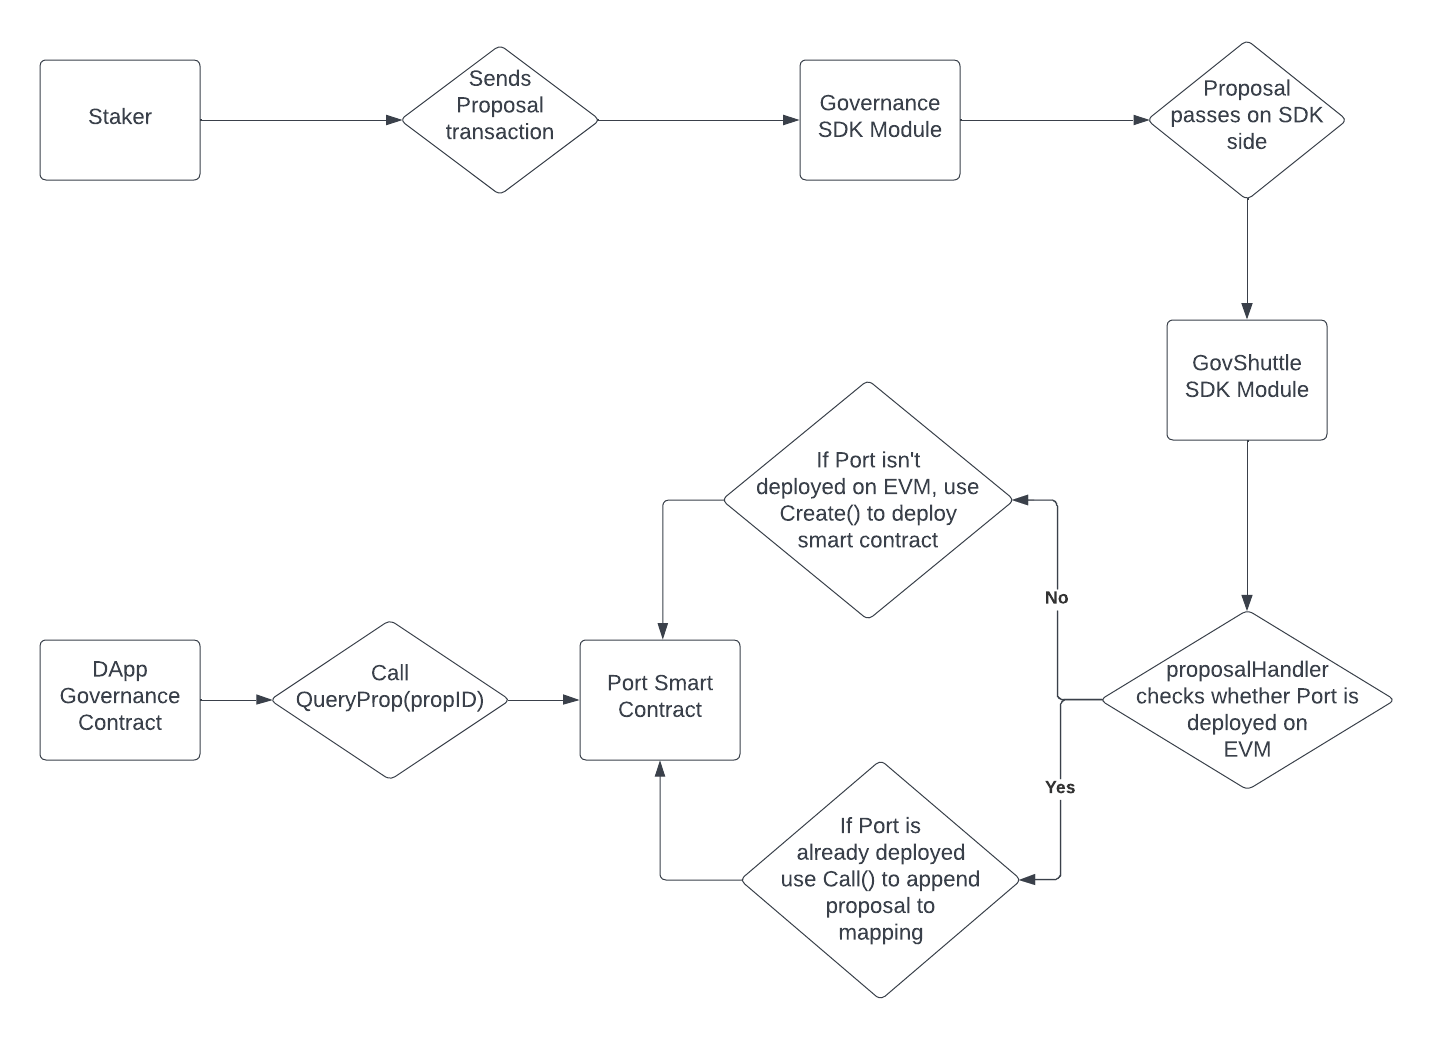 Staker
Sends
Proposal
transaction
Governance
SDK Module
Proposal
passes on SDK
side
GovShuttle
SDK Module
If Port isn't
deployed on EVM, use
Create() to deploy
smart contract
No
DApp
Governance
Contract
Call
QueryProp(propID)
Port Smart
Contract
proposalHandler
checks whether Port is
deployed on
EVM
Yes
If Port is
already deployed
use Call() to append
proposal to
mapping